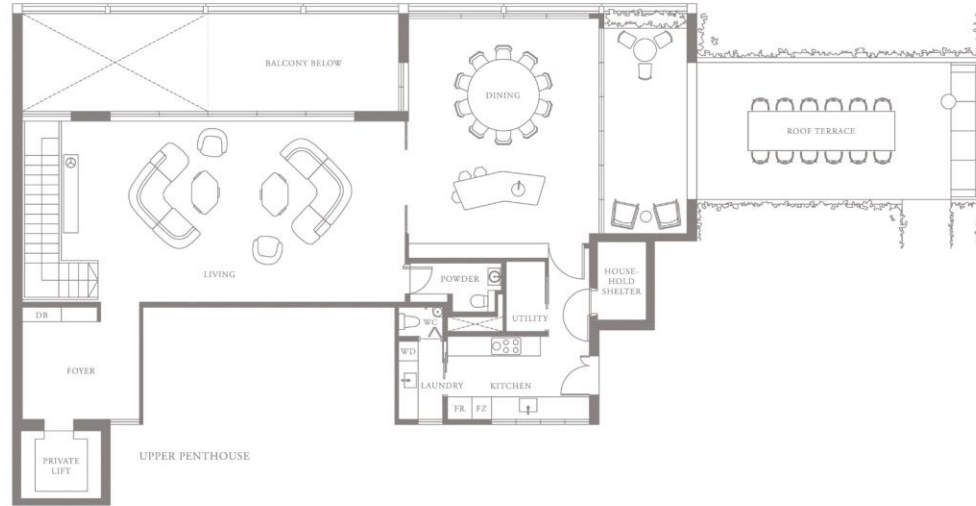 BALCONY BELOW
DINING
ROOF TERRACE
LIVING
POWDER
HOUSE-
HOLD
SHELTER
UTILITY
DB
WC
WD
FOYER
LAUNDRY
KITCHEN
FR
FZ
PRIVATE
LIFT
UPPER PENTHOUSE